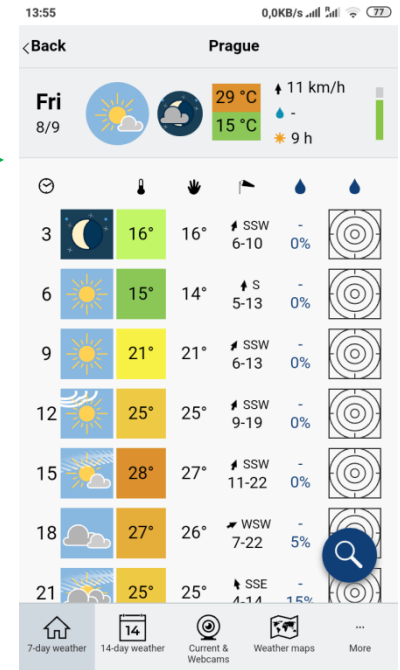 13:55 0,0KB/s 77
<Back Prague
Fri
8/9
29 °C
15 °C
11 km/h
-
9 h
3 16° 16° SSW 6-10 - 0%
6 15° 14° S 5-13 - 0%
9 21° 21° SSW 6-13 - 0%
12 25° 25° SSW 9-19 - 0%
15 28° 27° SSW 11-22 - 0%
18 27° 26° WSW 7-22 - 5%
21 25° 25° SSE 4-14 - 15%
14
7-day weather 14-day weather Current & Webcams Weather maps ... More